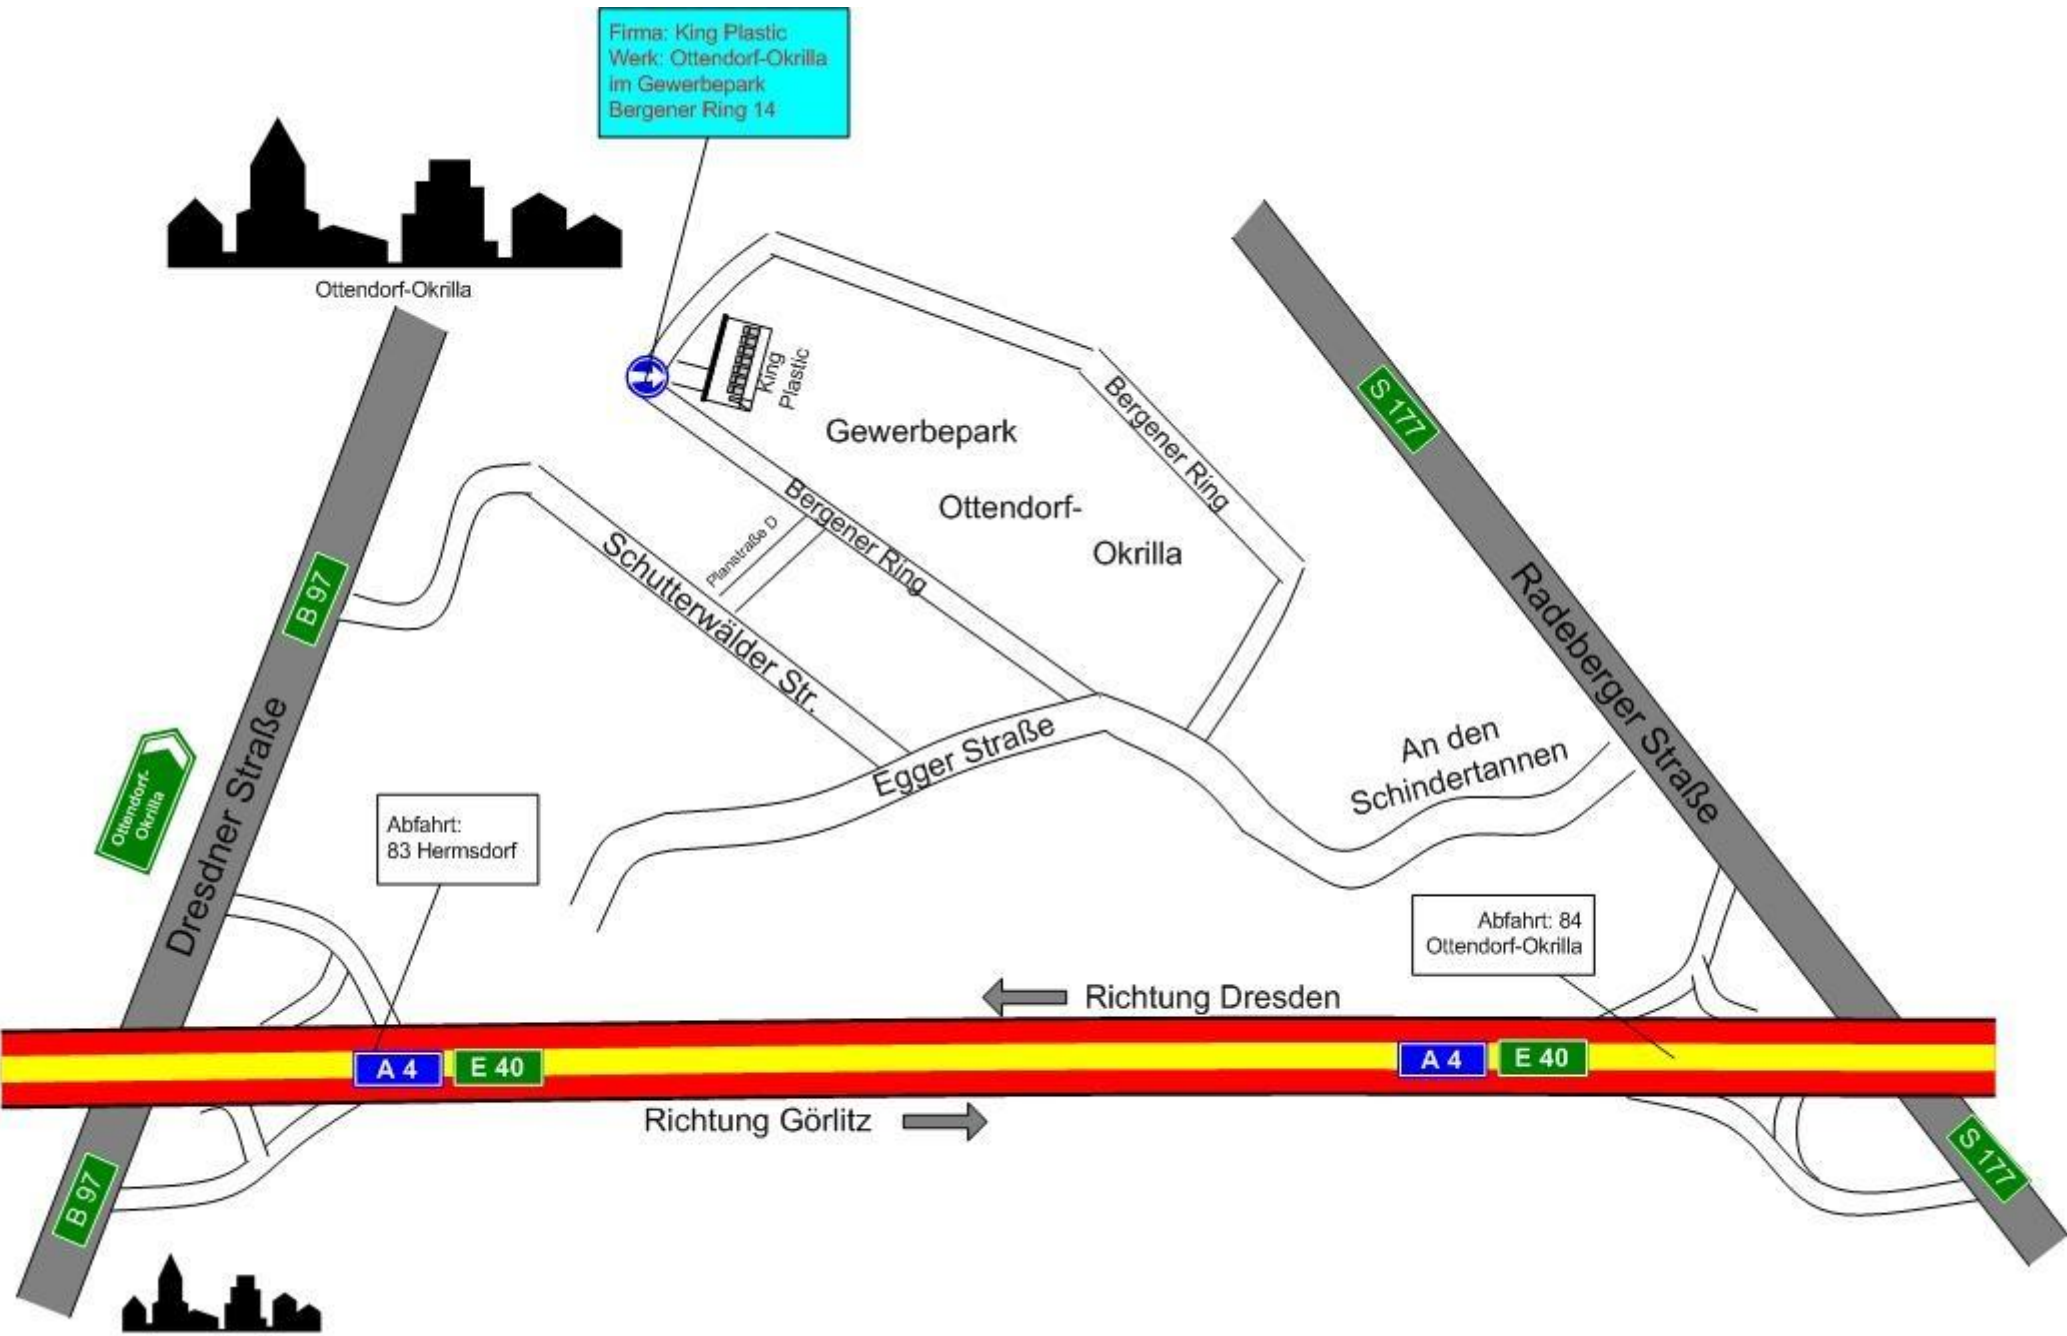 Firma: King Plastic
Werk: Ottendorf-Okrilla
im Gewerbepark
Bergener Ring 14
Ottendorf-Okrilla
King
Plastic
Gewerbepark
Ottendorf-
Okrilla
Bergener Ring
S 177
Bergener Ring
Planstraße D
Schutterwälder Str.
B 97
Radeberger Straße
Egger Straße
An den
Schindertannen
Dresdner Straße
Ottendorf-
Okrilla
Abfahrt:
83 Hermsdorf
Abfahrt: 84
Ottendorf-Okrilla
Richtung Dresden
A 4
E 40
A 4
E 40
Richtung Görlitz
B 97
S 177